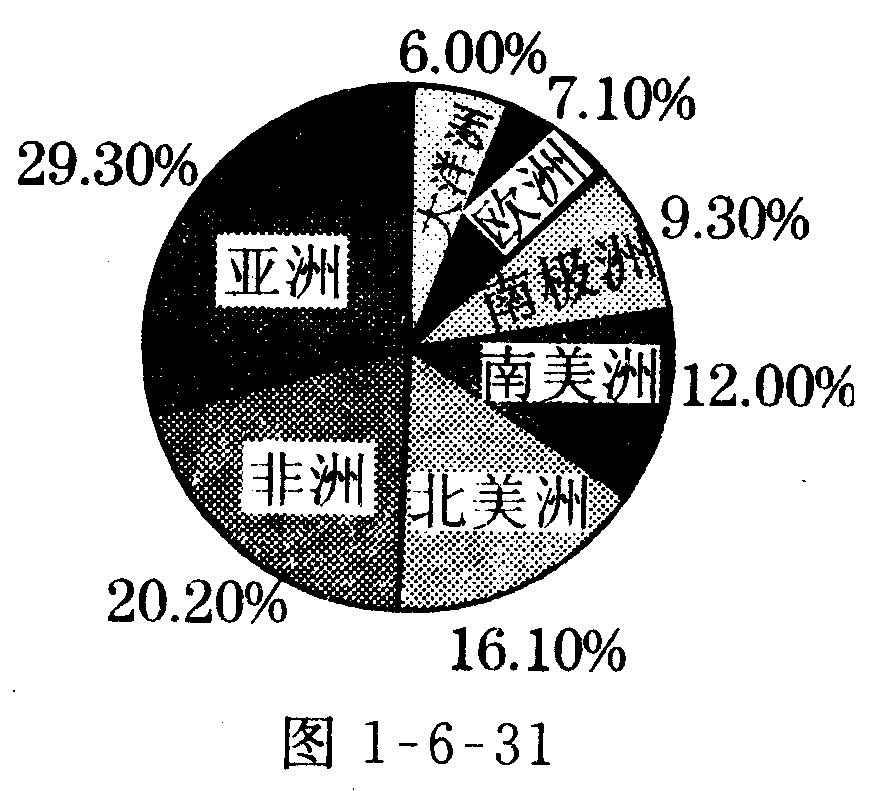 6.00%
7.10%
29.30%
大洋洲
欧洲
9.30%
亚洲
南极洲
南美洲
12.00%
非洲
北美洲
20.20%
16.10%
图 1-6-31